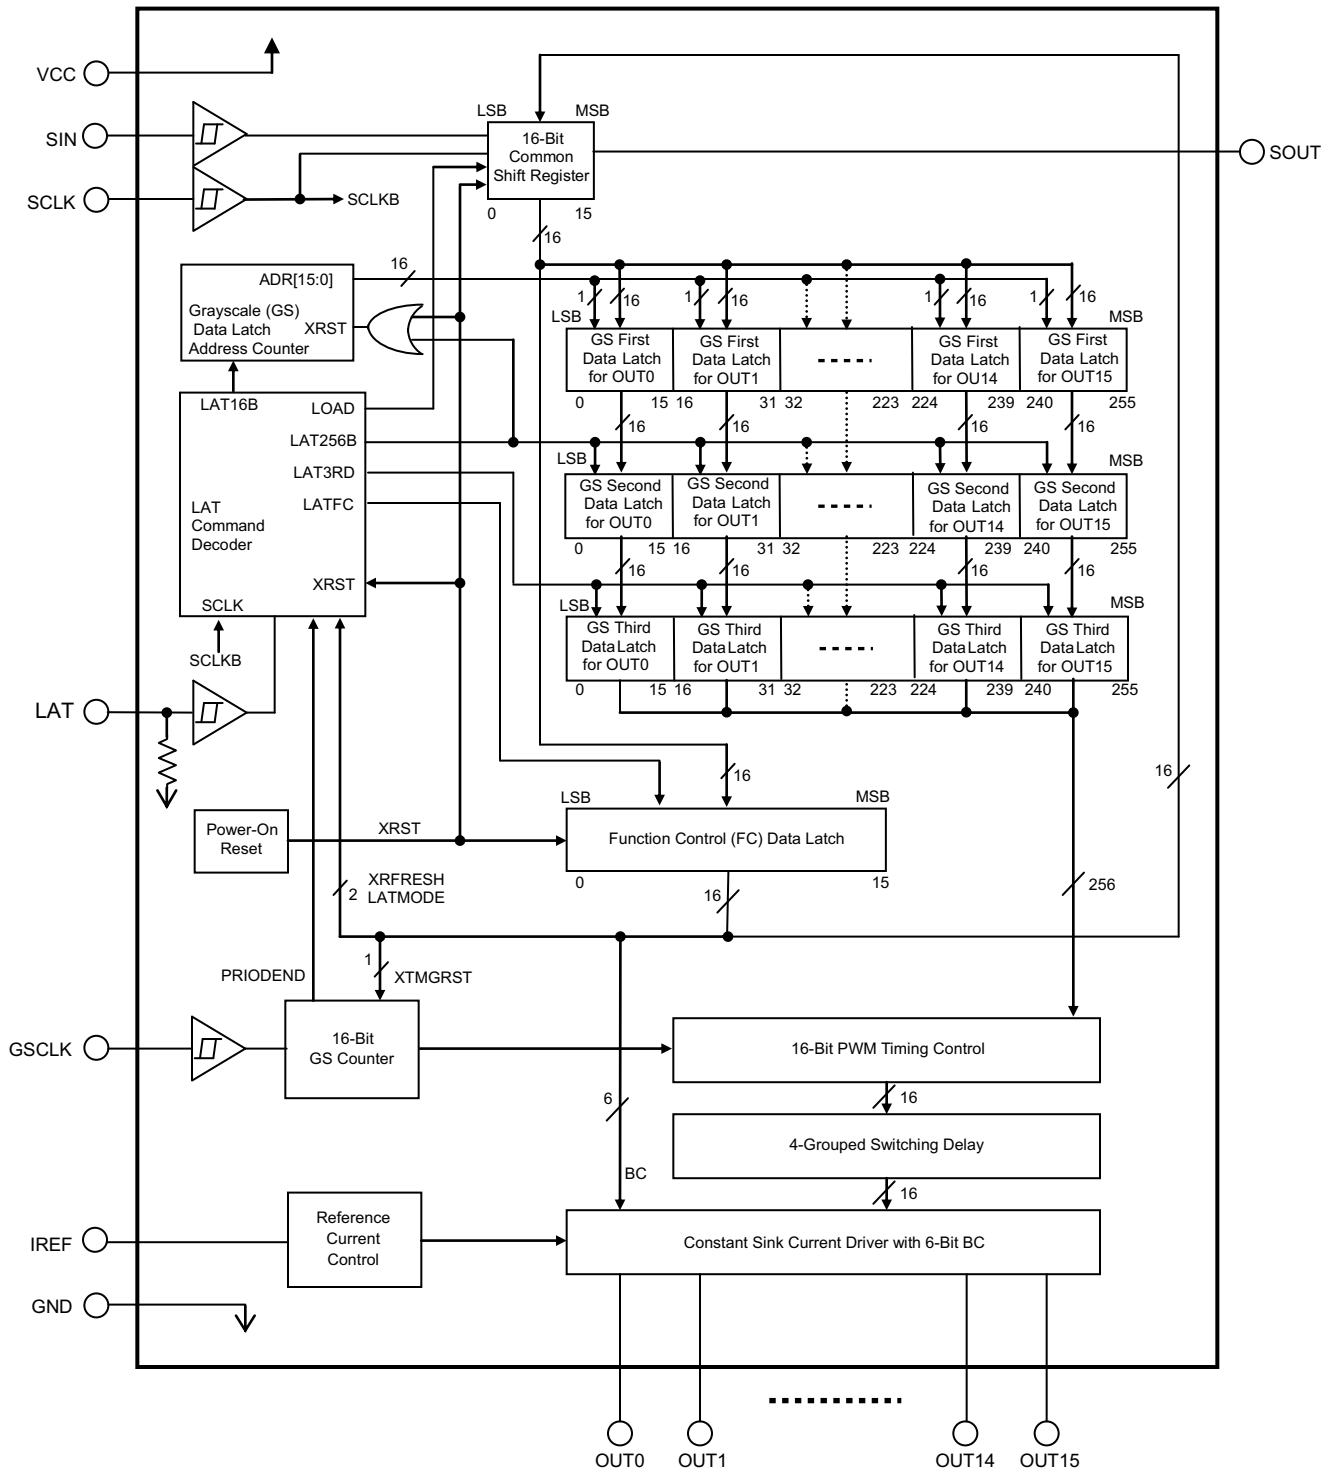 VCC
LSB
MSB
SIN
16-Bit
Common
Shift Register
SOUT
SCLK
SCLKB
0
15
16
ADR[15:0]
16
Grayscale (GS)
Data Latch
Address Counter
XRST
1
16
1
16
1
16
1
16
LSB
MSB
GS First
Data Latch
for OUT0
GS First
Data Latch
for OUT1
GS First
Data Latch
for OU14
GS First
Data Latch
for OUT15
0
15
16
31
32
223
224
239
240
255
LAT16B
LOAD
LAT256B
LAT3RD
LATFC
LAT
Command
Decoder
XRST
SCLK
SCLKB
16
16
16
16
LSB
MSB
GS Second
Data Latch
for OUT0
GS Second
Data Latch
for OUT1
GS Second
Data Latch
for OUT14
GS Second
Data Latch
for OUT15
0
15
16
31
32
223
224
239
240
255
16
16
16
16
LSB
MSB
GS Third
DataLatch
for OUT0
GS Third
DataLatch
for OUT1
GS Third
DataLatch
for OUT14
GS Third
DataLatch
for OUT15
0
15
16
31
32
223
224
239
240
255
LAT
16
16
LSB
MSB
Power-On
Reset
XRST
Function Control (FC) Data Latch
0
15
XRFRESH
LATMODE
2
16
256
PRIODEND
1
XTMGRST
GSCLK
16-Bit
GS Counter
16-Bit PWM Timing Control
16
6
4-Grouped Switching Delay
BC
16
IREF
Reference
Current
Control
Constant Sink Current Driver with 6-Bit BC
GND
OUT0
OUT1
OUT14
OUT15